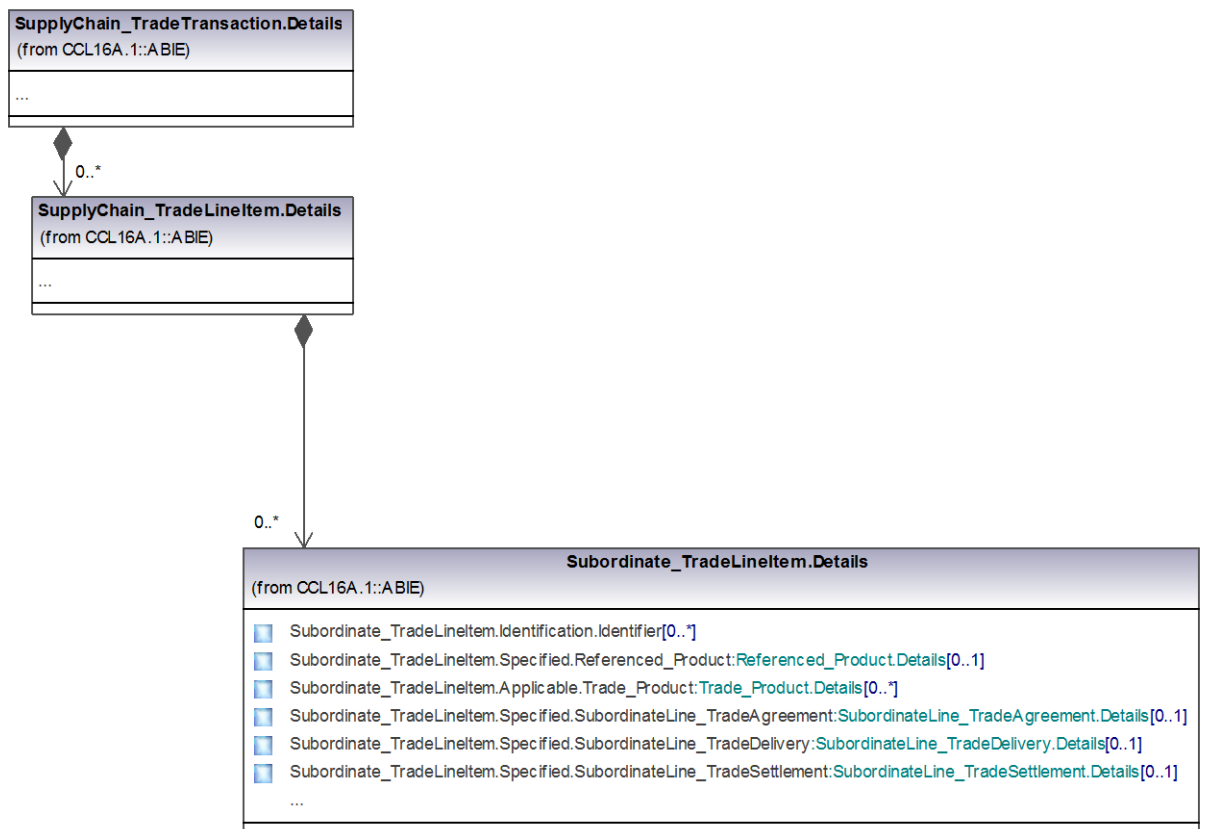 SupplyChain_TradeTransaction.Details
(from CCL16A.1::ABIE)
...
0..*
SupplyChain_TradeLineItem.Details
(from CCL16A.1::ABIE)
...
0..*
Subordinate_TradeLineItem.Details
(from CCL16A.1::ABIE)
Subordinate_TradeLineItem.Identification.Identifier[0..*]
Subordinate_TradeLineItem.Specified.Referenced_Product:Referenced_Product.Details[0..1]
Subordinate_TradeLineItem.Applicable.Trade_Product:Trade_Product.Details[0..*]
Subordinate_TradeLineItem.Specified.SubordinateLine_TradeAgreement:SubordinateLine_TradeAgreement.Details[0..1]
Subordinate_TradeLineItem.Specified.SubordinateLine_TradeDelivery:SubordinateLine_TradeDelivery.Details[0..1]
Subordinate_TradeLineItem.Specified.SubordinateLine_TradeSettlement:SubordinateLine_TradeSettlement.Details[0..1]
...